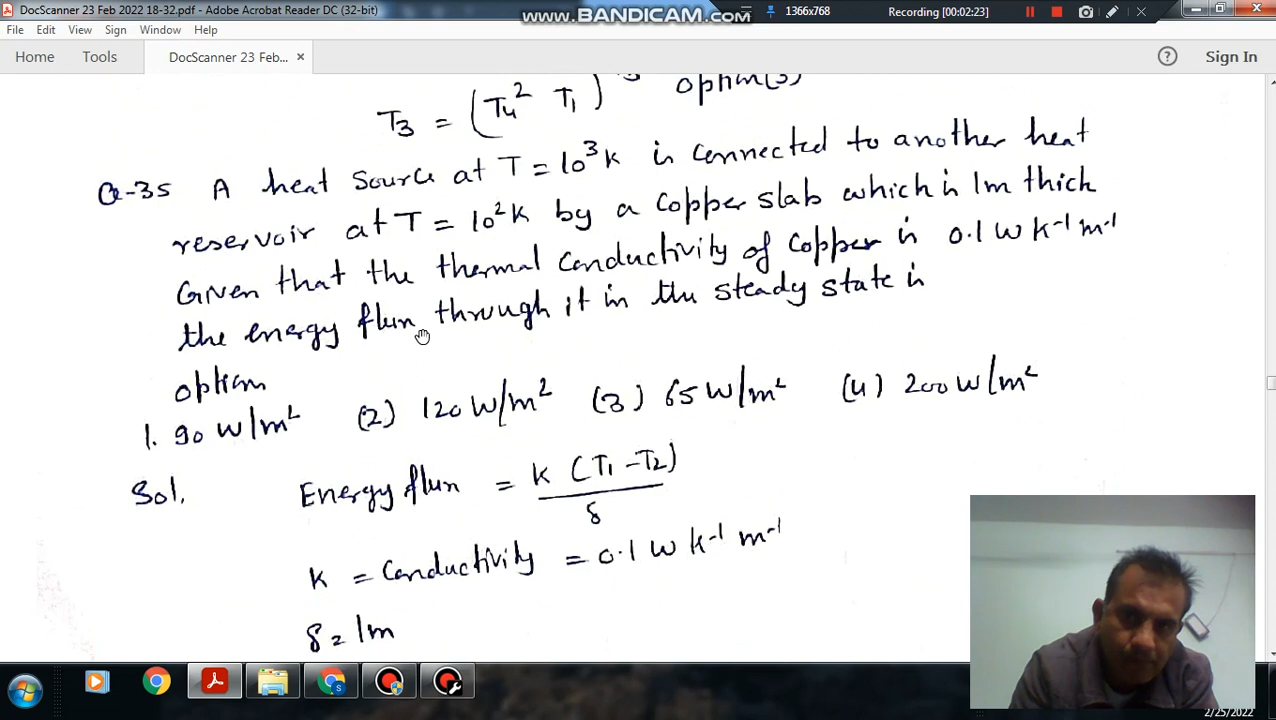 DocScanner 23 Feb 2022 18-32.pdf - Adobe Acrobat Reader DC (32-bit)
www.BANDICAM.com
1366x768
Recording [00:02:23]
File Edit View Sign Window Help
Home Tools DocScanner 23 Feb... × Sign In
T3 = (T4² T1) option(3)
Q-35 A heat source at T = 10³K is connected to another heat
reservoir at T = 10²K by a copper slab which is 1m thick
Given that the thermal conductivity of copper is 0.1 W K⁻¹ m⁻¹
the energy flux through it in the steady state is
option
1. 90 W/m² (2) 120 W/m² (3) 65 W/m² (4) 200 W/m²
Sol. Energy flux = K (T1 - T2)
δ
K = conductivity = 0.1 W K⁻¹ m⁻¹
δ = 1m
2/25/2022